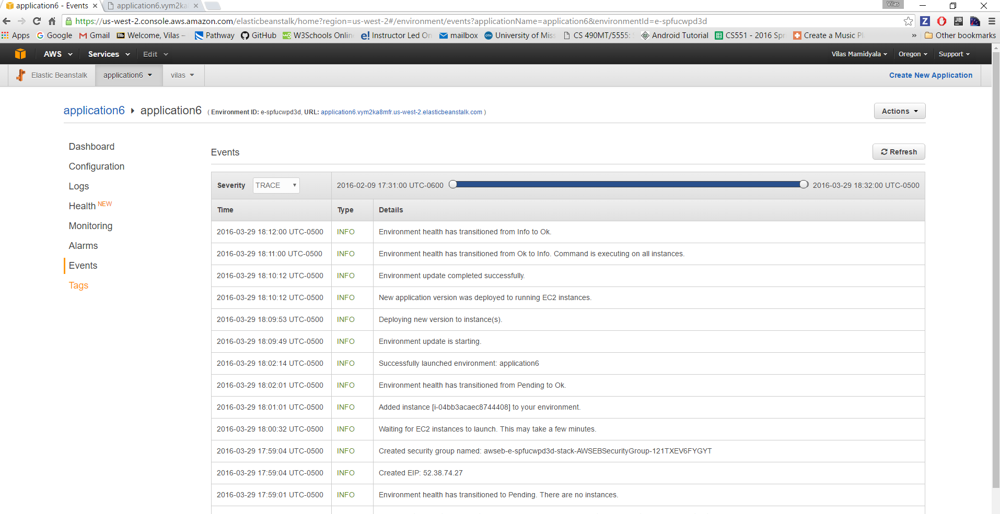 application6 - Events
application6.vym2ka
Vilas
https://us-west-2.console.aws.amazon.com/elasticbeanstalk/home?region=us-west-2#/environment/events?applicationName=application6&environmentId=e-spfucwpd3d
Apps Google Gmail Welcome, Vilas – Pathway GitHub W3Schools Onlin Instructor Led On mailbox University of Miss CS 490MT/5555: Android Tutorial CS551 - 2016 Spr Create a Music Pl » Other bookmarks
AWS Services Edit Vilas Mamidyala Oregon Support
Elastic Beanstalk application6 vilas Create New Application
application6 application6 ( Environment ID: e-spfucwpd3d, URL: application6.vym2ka8mfr.us-west-2.elasticbeanstalk.com ) Actions
Dashboard
Configuration
Logs
Health NEW
Monitoring
Alarms
Events
Tags
Events Refresh
Severity TRACE 2016-02-09 17:31:00 UTC-0600 2016-03-29 18:32:00 UTC-0500
Time Type Details
2016-03-29 18:12:00 UTC-0500 INFO Environment health has transitioned from Info to Ok.
2016-03-29 18:11:00 UTC-0500 INFO Environment health has transitioned from Ok to Info. Command is executing on all instances.
2016-03-29 18:10:12 UTC-0500 INFO Environment update completed successfully.
2016-03-29 18:10:12 UTC-0500 INFO New application version was deployed to running EC2 instances.
2016-03-29 18:09:53 UTC-0500 INFO Deploying new version to instance(s).
2016-03-29 18:09:49 UTC-0500 INFO Environment update is starting.
2016-03-29 18:02:14 UTC-0500 INFO Successfully launched environment: application6
2016-03-29 18:02:01 UTC-0500 INFO Environment health has transitioned from Pending to Ok.
2016-03-29 18:01:01 UTC-0500 INFO Added instance [i-04bb3acaec8744408] to your environment.
2016-03-29 18:00:32 UTC-0500 INFO Waiting for EC2 instances to launch. This may take a few minutes.
2016-03-29 17:59:04 UTC-0500 INFO Created security group named: awseb-e-spfucwpd3d-stack-AWSEBSecurityGroup-121TXEV6FYGYT
2016-03-29 17:59:04 UTC-0500 INFO Created EIP: 52.38.74.27
2016-03-29 17:59:01 UTC-0500 INFO Environment health has transitioned to Pending. There are no instances.